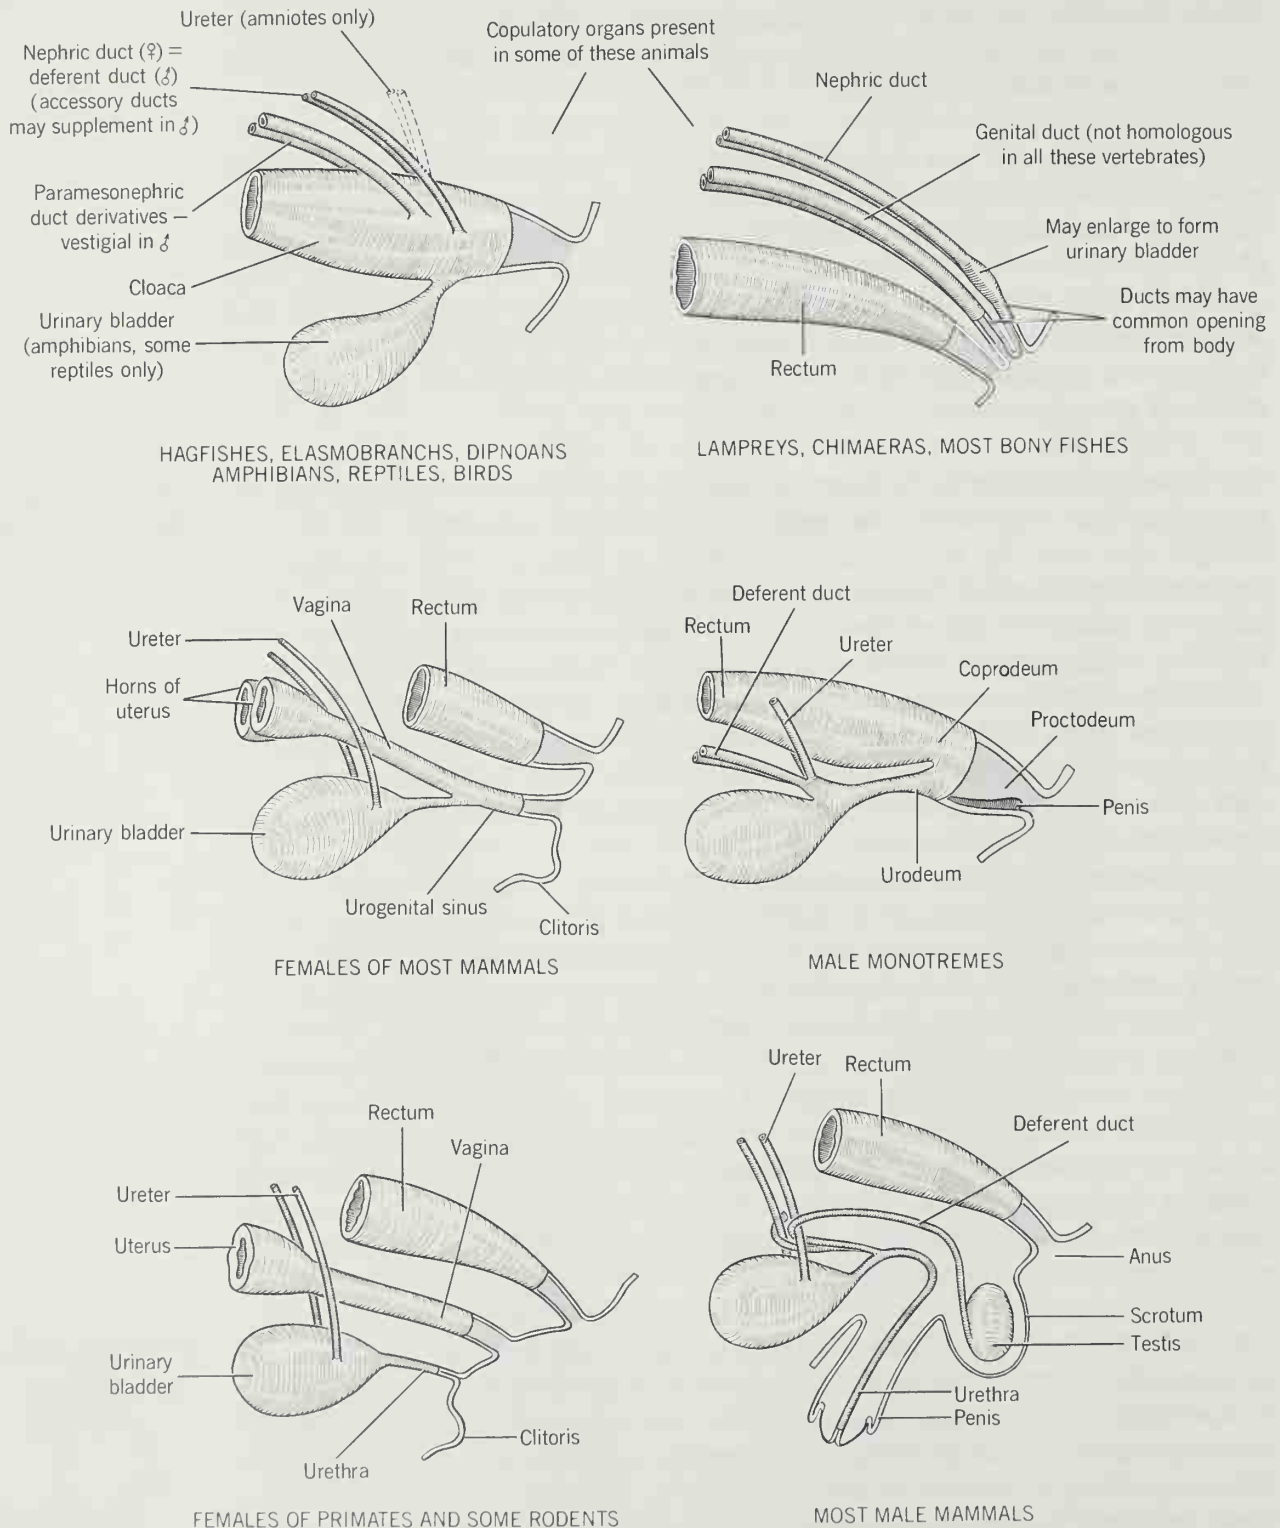 Ureter (amniotes only)
Nephric duct (♀) =
deferent duct (♂)
(accessory ducts
may supplement in ♂)
Paramesonephric
duct derivatives –
vestigial in ♂
Cloaca
Urinary bladder
(amphibians, some
reptiles only)
Copulatory organs present
in some of these animals
HAGFISHES, ELASMOBRANCHS, DIPNOANS
AMPHIBIANS, REPTILES, BIRDS
Nephric duct
Genital duct (not homologous
in all these vertebrates)
May enlarge to form
urinary bladder
Ducts may have
common opening
from body
Rectum
LAMPREYS, CHIMAERAS, MOST BONY FISHES
Vagina
Rectum
Ureter
Horns of
uterus
Urinary bladder
Urogenital sinus
Clitoris
FEMALES OF MOST MAMMALS
Deferent duct
Rectum
Ureter
Coprodeum
Proctodeum
Penis
Urodeum
MALE MONOTREMES
Rectum
Vagina
Ureter
Uterus
Urinary
bladder
Clitoris
Urethra
FEMALES OF PRIMATES AND SOME RODENTS
Ureter
Rectum
Deferent duct
Anus
Scrotum
Testis
Urethra
Penis
MOST MALE MAMMALS